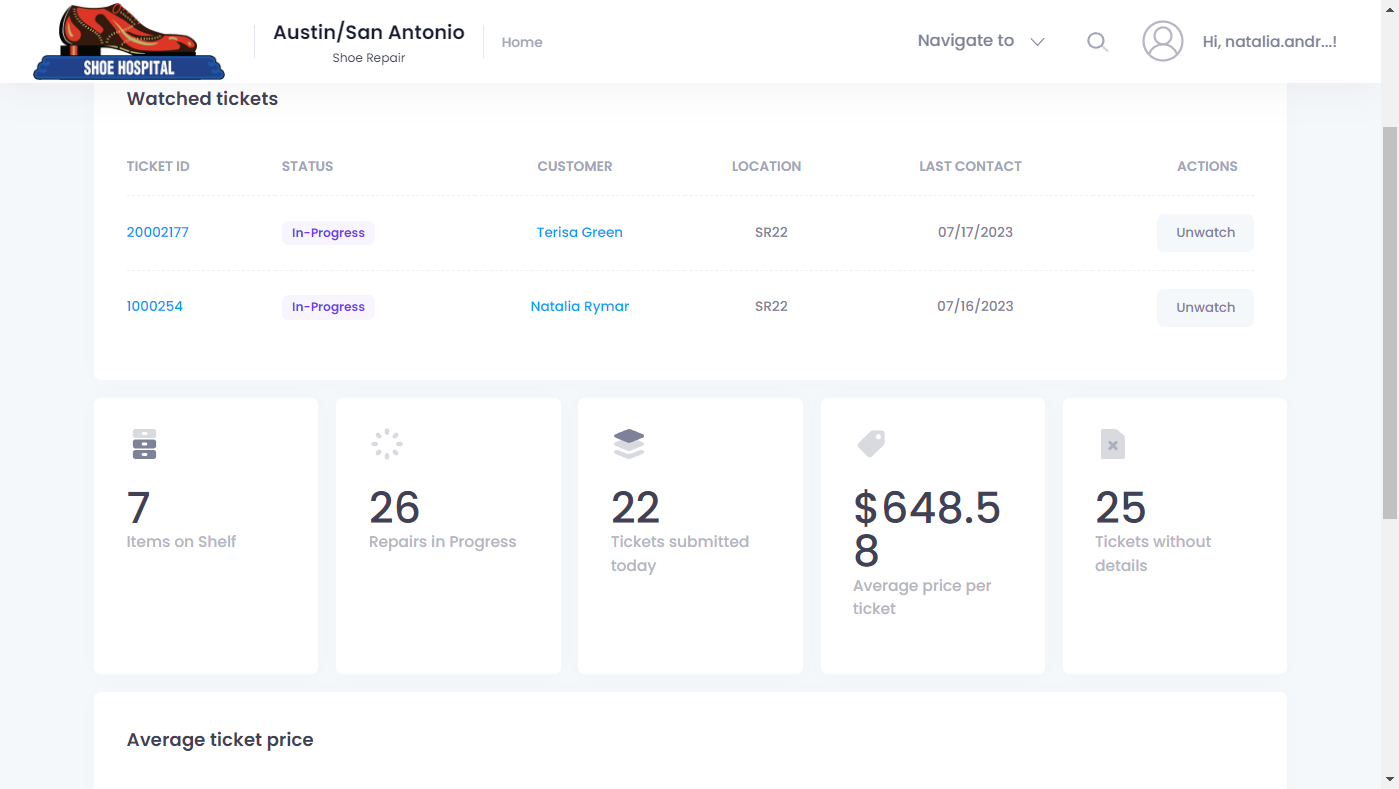 SHOE HOSPITAL
Austin/San Antonio
Shoe Repair
Home
Navigate to
Hi, natalia.andr...!
Watched tickets
TICKET ID STATUS CUSTOMER LOCATION LAST CONTACT ACTIONS
20002177 In-Progress Terisa Green SR22 07/17/2023 Unwatch
1000254 In-Progress Natalia Rymar SR22 07/16/2023 Unwatch
7
Items on Shelf
26
Repairs in Progress
22
Tickets submitted
today
$648.5
8
Average price per
ticket
25
Tickets without
details
Average ticket price